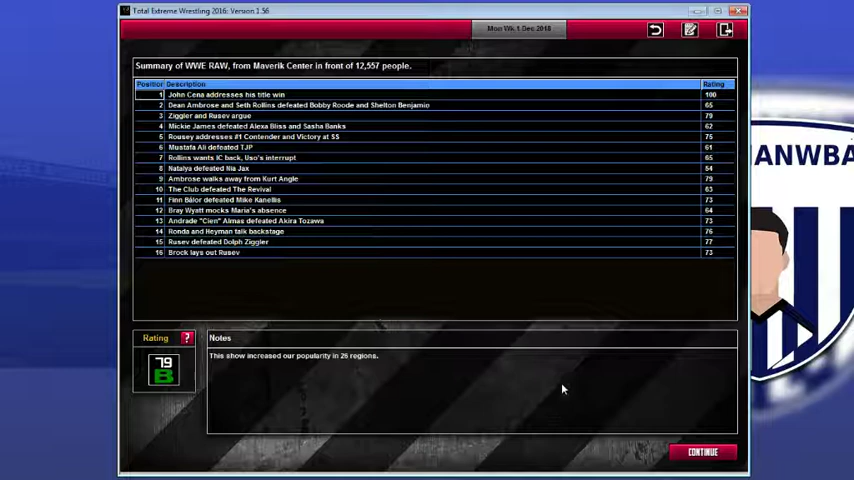 Total Extreme Wrestling 2016: Version 1.56
Mon Wk 1 Dec 2018
Summary of WWE RAW, from Maverik Center in front of 12,557 people.
Position Description Rating
1 John Cena addresses his title win 100
2 Dean Ambrose and Seth Rollins defeated Bobby Roode and Shelton Benjamio 65
3 Ziggler and Rusev argue 79
4 Mickie James defeated Alexa Bliss and Sasha Banks 62
5 Rousey addresses #1 Contender and Victory at SS 75
6 Mustafa Ali defeated TJP 61
7 Rollins wants IC back, Uso's interrupt 65
8 Natalya defeated Nia Jax 54
9 Ambrose walks away from Kurt Angle 79
10 The Club defeated The Revival 63
11 Finn Bálor defeated Mike Kanellis 73
12 Bray Wyatt mocks Maria's absence 64
13 Andrade "Cien" Almas defeated Akira Tozawa 73
14 Ronda and Heyman talk backstage 76
15 Rusev defeated Dolph Ziggler 77
16 Brock lays out Rusev 73
Rating ?
79
B
Notes
This show increased our popularity in 26 regions.
CONTINUE
ANWBA